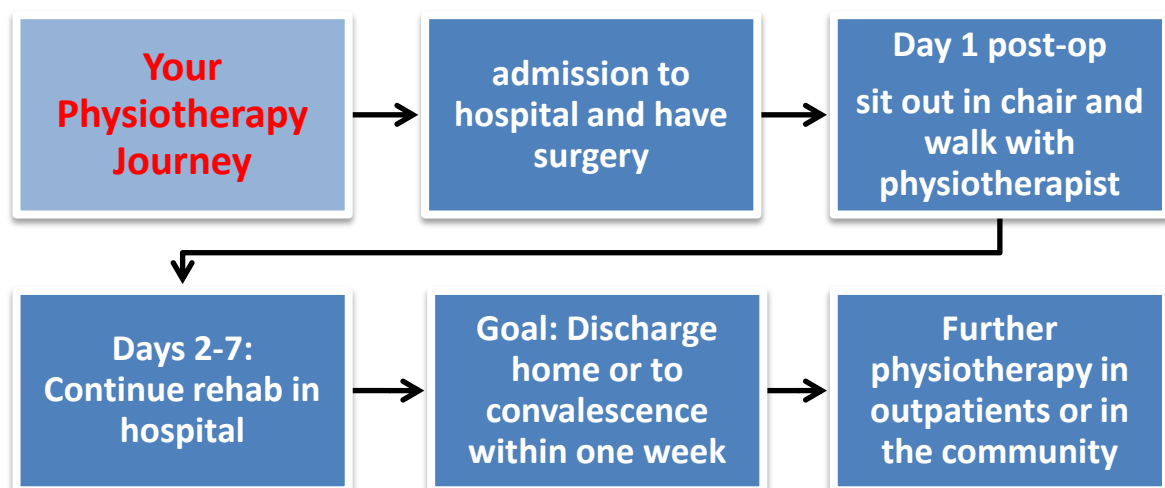 Your
Physiotherapy
Journey
admission to
hospital and have
surgery
Day 1 post-op
sit out in chair and
walk with
physiotherapist
Days 2-7:
Continue rehab in
hospital
Goal: Discharge
home or to
convalescence
within one week
Further
physiotherapy in
outpatients or in
the community